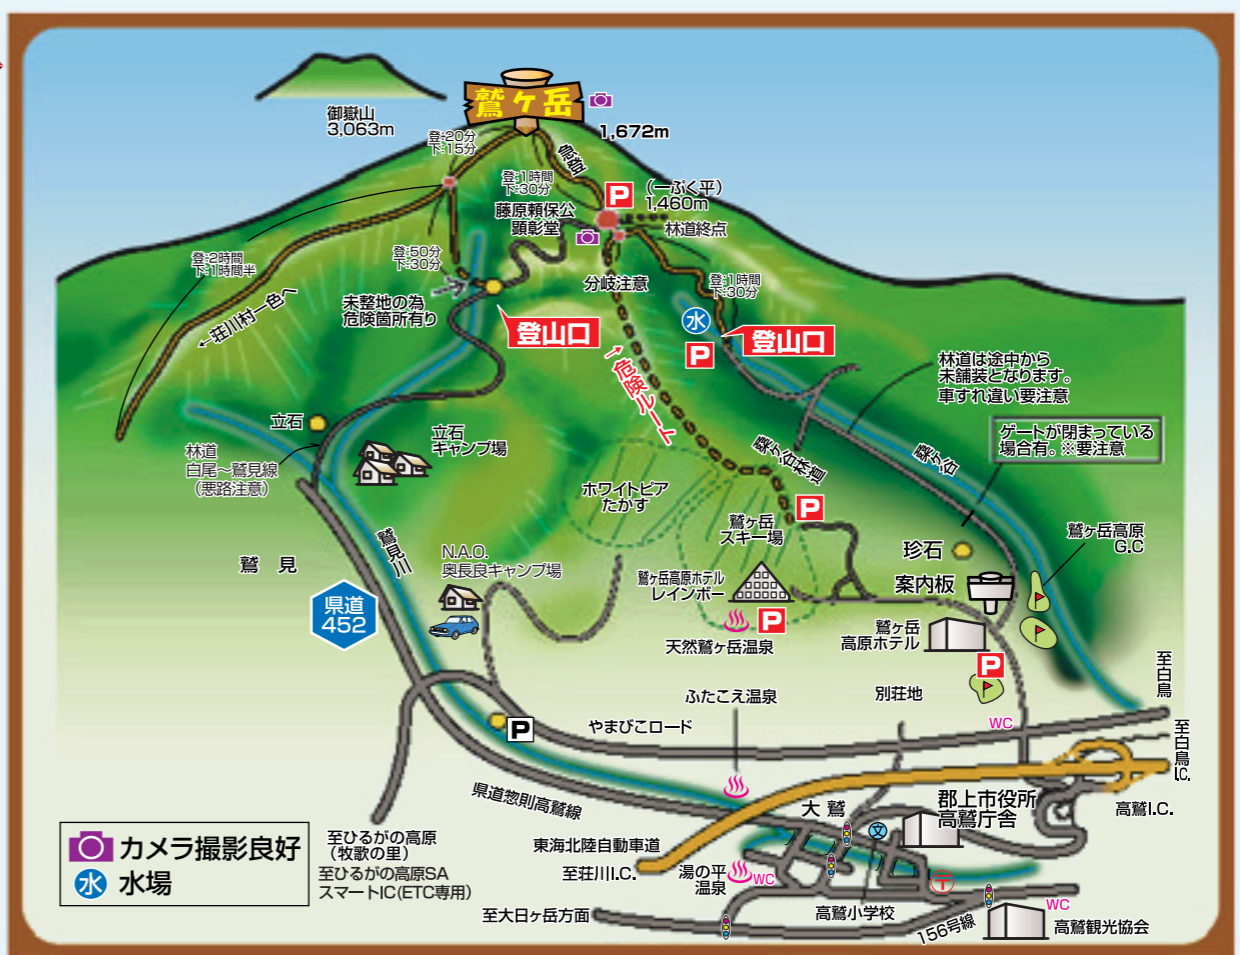 鷲ケ岳
御嶽山
3,063m
1,672m
登:20分
下:15分
急登
登:1時間
下:30分
P
(一ぷく平)
1,460m
藤原頼保公
顕彰堂
林道終点
登:2時間
下:1時間半
登:50分
下:30分
分岐注意
登:1時間
下:30分
未整地の為
危険箇所有り
←荘川村一色へ
登山口
水
登山口
P
→危険ルート
林道は途中から
未舗装となります。
車すれ違い要注意
立石
立石
キャンプ場
林道
白尾〜鷲見線
(悪路注意)
ゲートが閉まっている
場合有。※要注意
ホワイトピア
たかす
P
鷲ヶ岳
スキー場
鷲ヶ岳高原
G.C
珍石
案内板
鷲見
鷲見川
N.A.O.
奥長良キャンプ場
鷲ヶ岳高原ホテル
レインボー
県道
452
P
天然鷲ヶ岳温泉
鷲ヶ岳
高原ホテル
P
至白鳥
ふたこえ温泉
別荘地
WC
P
やまびこロード
至白鳥I.C.
県道惣則高鷲線
大鷲
郡上市役所
高鷲庁舎
高鷲I.C.
文
カメラ撮影良好
水
水場
至ひるがの高原
(牧歌の里)
至ひるがの高原SA
スマートIC(ETC専用)
東海北陸自動車道
至荘川I.C.
湯の平
温泉
WC
〒
高鷲小学校
至大日ヶ岳方面
156号線
WC
高鷲観光協会